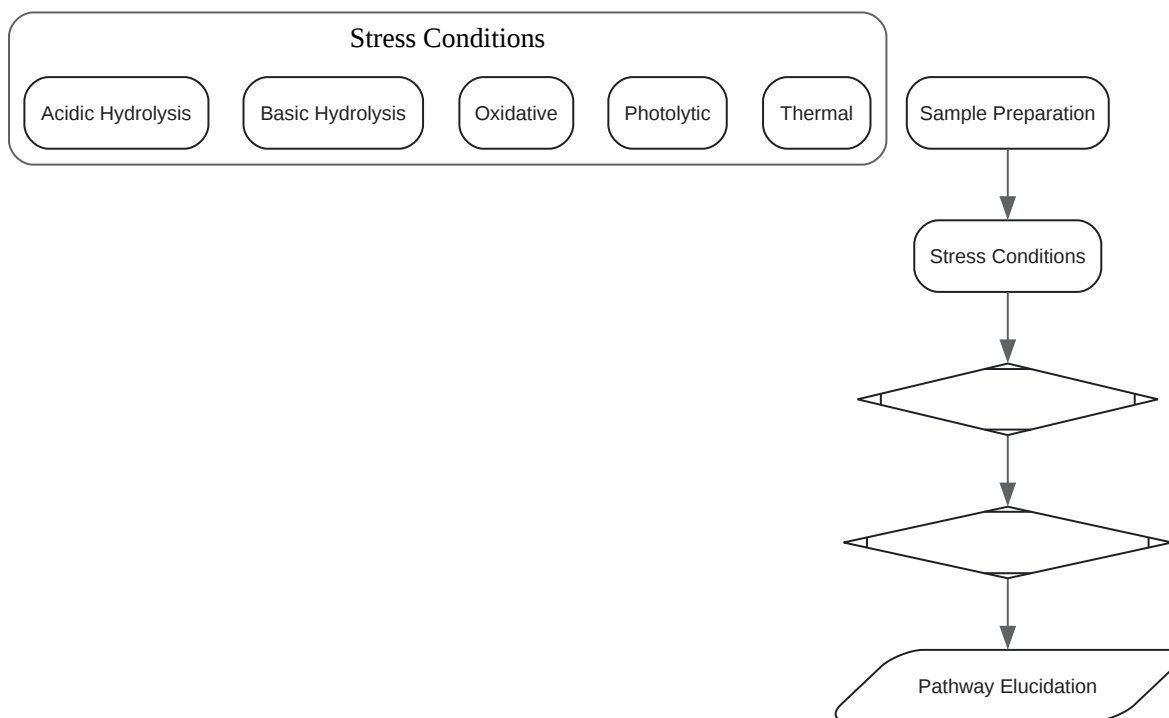 Stress Conditions
Acidic Hydrolysis
Basic Hydrolysis
Oxidative
Photolytic
Thermal
Sample Preparation
Stress Conditions
Pathway Elucidation